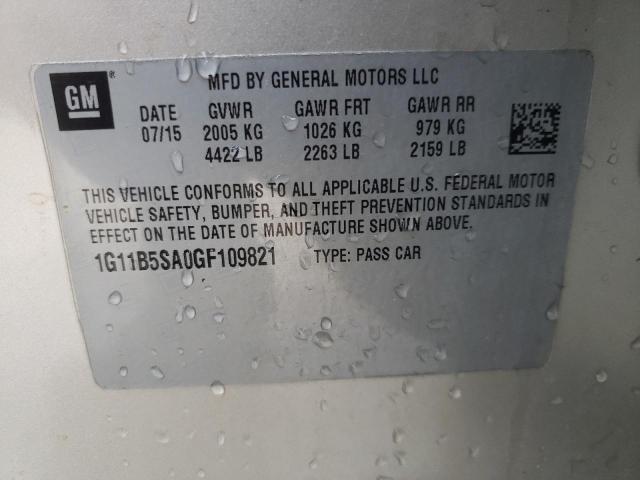 GM
MFD BY GENERAL MOTORS LLC
DATE GVWR GAWR FRT GAWR RR
07/15 2005 KG 1026 KG 979 KG
4422 LB 2263 LB 2159 LB
THIS VEHICLE CONFORMS TO ALL APPLICABLE U.S. FEDERAL MOTOR
VEHICLE SAFETY, BUMPER, AND THEFT PREVENTION STANDARDS IN
EFFECT ON THE DATE OF MANUFACTURE SHOWN ABOVE.
1G11B5SA0GF109821 TYPE: PASS CAR